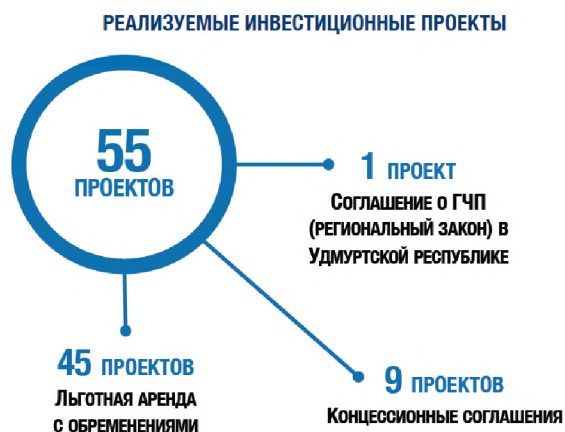 РЕАЛИЗУЕМЫЕ ИНВЕСТИЦИОННЫЕ ПРОЕКТЫ
55
ПРОЕКТОВ
1 ПРОЕКТ
СОГЛАШЕНИЕ О ГЧП
(РЕГИОНАЛЬНЫЙ ЗАКОН) В
УДМУРТСКОЙ РЕСПУБЛИКЕ
45 ПРОЕКТОВ
ЛЬГОТНАЯ АРЕНДА
С ОБРЕМЕНЕНИЯМИ
9 ПРОЕКТОВ
КОНЦЕССИОННЫЕ СОГЛАШЕНИЯ